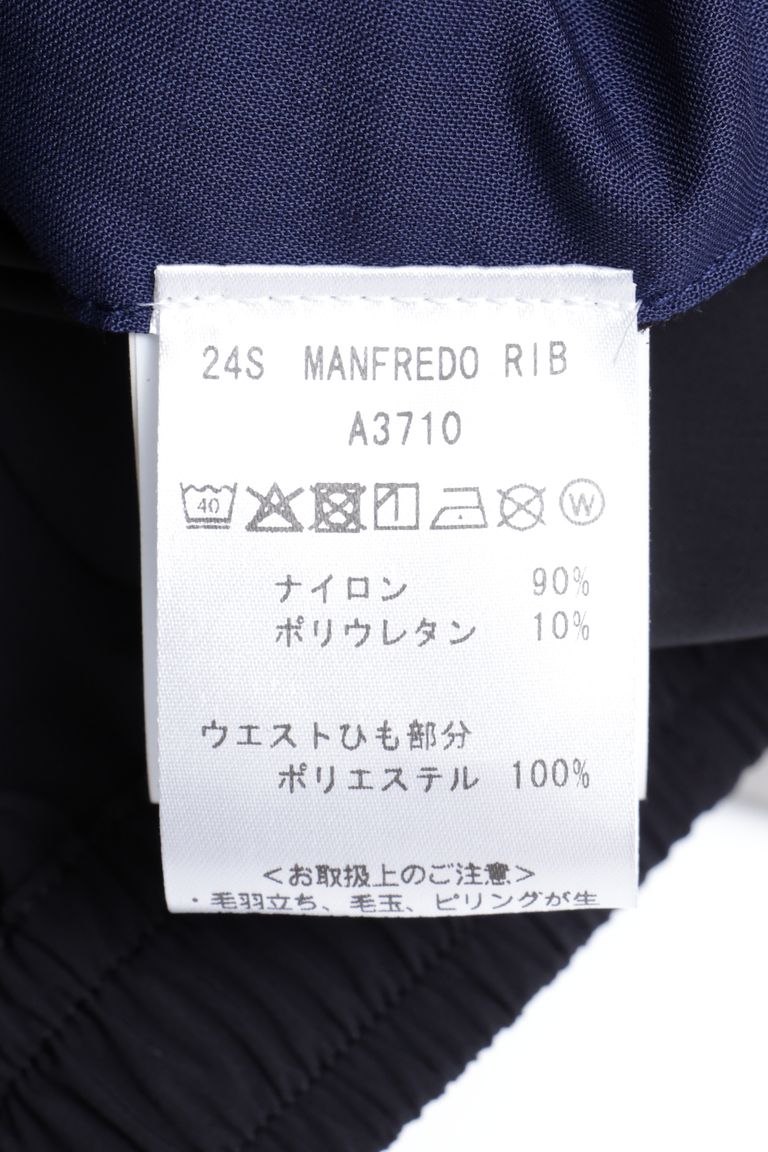 24S MANFREDO RIB
A3710
40 W
ナイロン 90%
ポリウレタン 10%
ウエストひも部分
ポリエステル 100%
<お取扱上のご注意>
・毛羽立ち、毛玉、ピリングが生